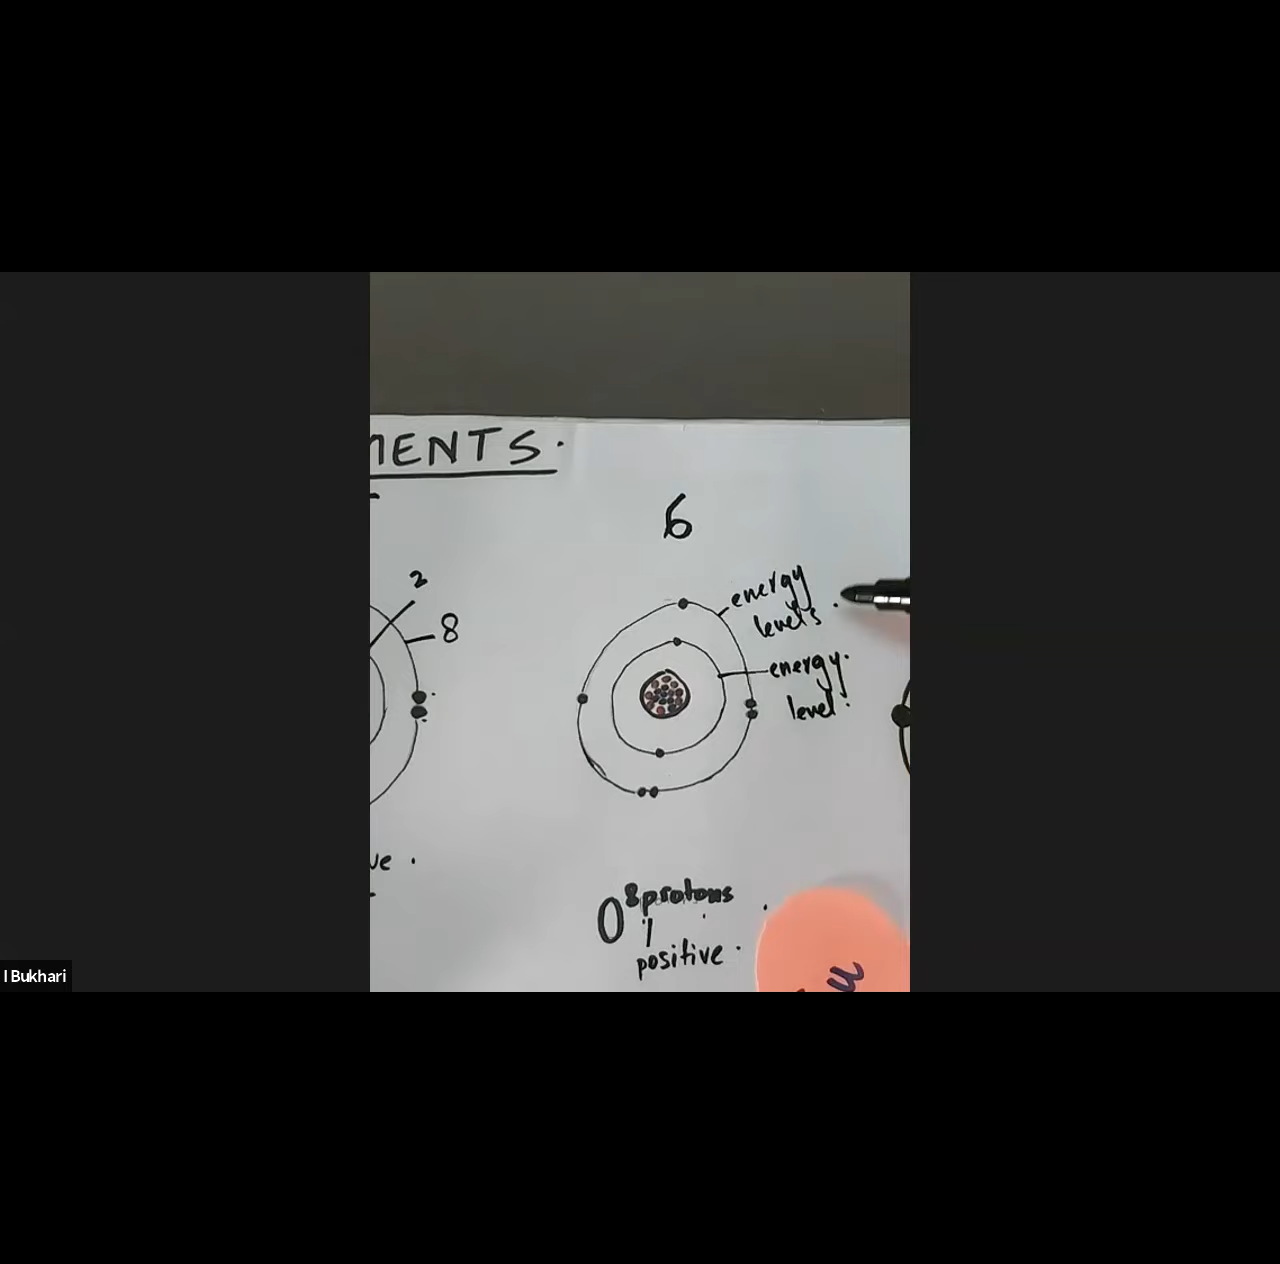 MENTS.
6
2
8
energy
levels.
energy.
level.
ve.
O 8 protons
positive.
u
I Bukhari